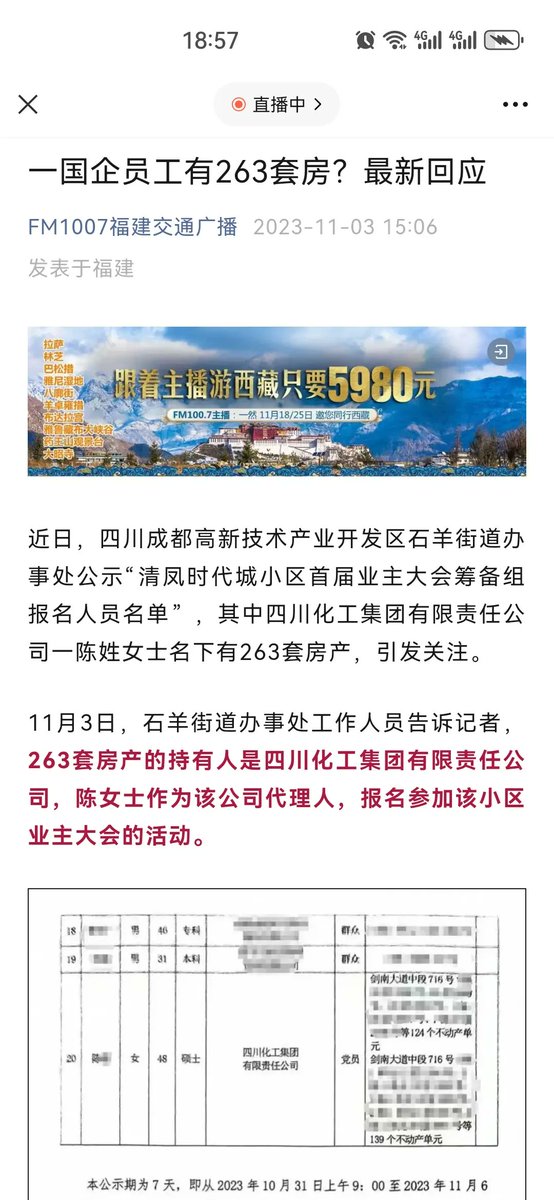 18:57
4G 4G
直播中
一国企员工有263套房？最新回应
FM1007福建交通广播 2023-11-03 15:06
发表于福建
拉萨
林芝
巴松措
雅尼湿地
八廓街
羊卓雍措
布达拉宫
雅鲁藏布大峡谷
药王山观景台
大昭寺
跟着主播游西藏只要5980元
FM100.7主播：一然 11月18/25日 邀您同行西藏
近日，四川成都高新技术产业开发区石羊街道办
事处公示“清凤时代城小区首届业主大会筹备组
报名人员名单”，其中四川化工集团有限责任公
司一陈姓女士名下有263套房产，引发关注。
11月3日，石羊街道办事处工作人员告诉记者，
263套房产的持有人是四川化工集团有限责任公
司，陈女士作为该公司代理人，报名参加该小区
业主大会的活动。
18 男 46 专科 群众
19 男 31 本科 群众
20 陈 女 48 硕士 四川化工集团
有限责任公司 党员 剑南大道中段716号
等124个不动产单
元
剑南大道中段716号
号等
139个不动产单元
本公示期为7天，即从2023年10月31日上午9：00至2023年11月6